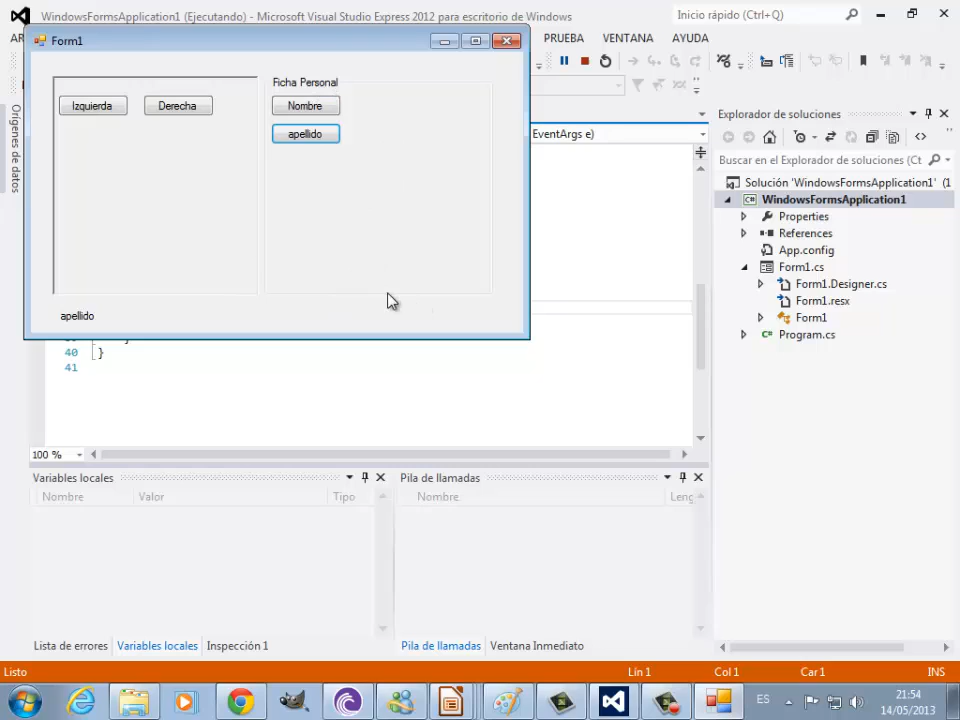 WindowsFormsApplication1 (Ejecutando) - Microsoft Visual Studio Express 2012 para escritorio de Windows
Inicio rápido (Ctrl+Q)
PRUEBA VENTANA AYUDA
Form1
Izquierda Derecha
Ficha Personal
Nombre
apellido
apellido
Orígenes de datos
EventArgs e)
40 }
41
100 %
Explorador de soluciones
Buscar en el Explorador de soluciones (Ct
Solución 'WindowsFormsApplication1' (1
WindowsFormsApplication1
Properties
References
App.config
Form1.cs
Form1.Designer.cs
Form1.resx
Form1
Program.cs
Variables locales
Nombre Valor Tipo
Pila de llamadas
Nombre Leng
Lista de errores Variables locales Inspección 1
Pila de llamadas Ventana Inmediato
Listo Lín 1 Col 1 Car 1 INS
ES 21:54
14/05/2013